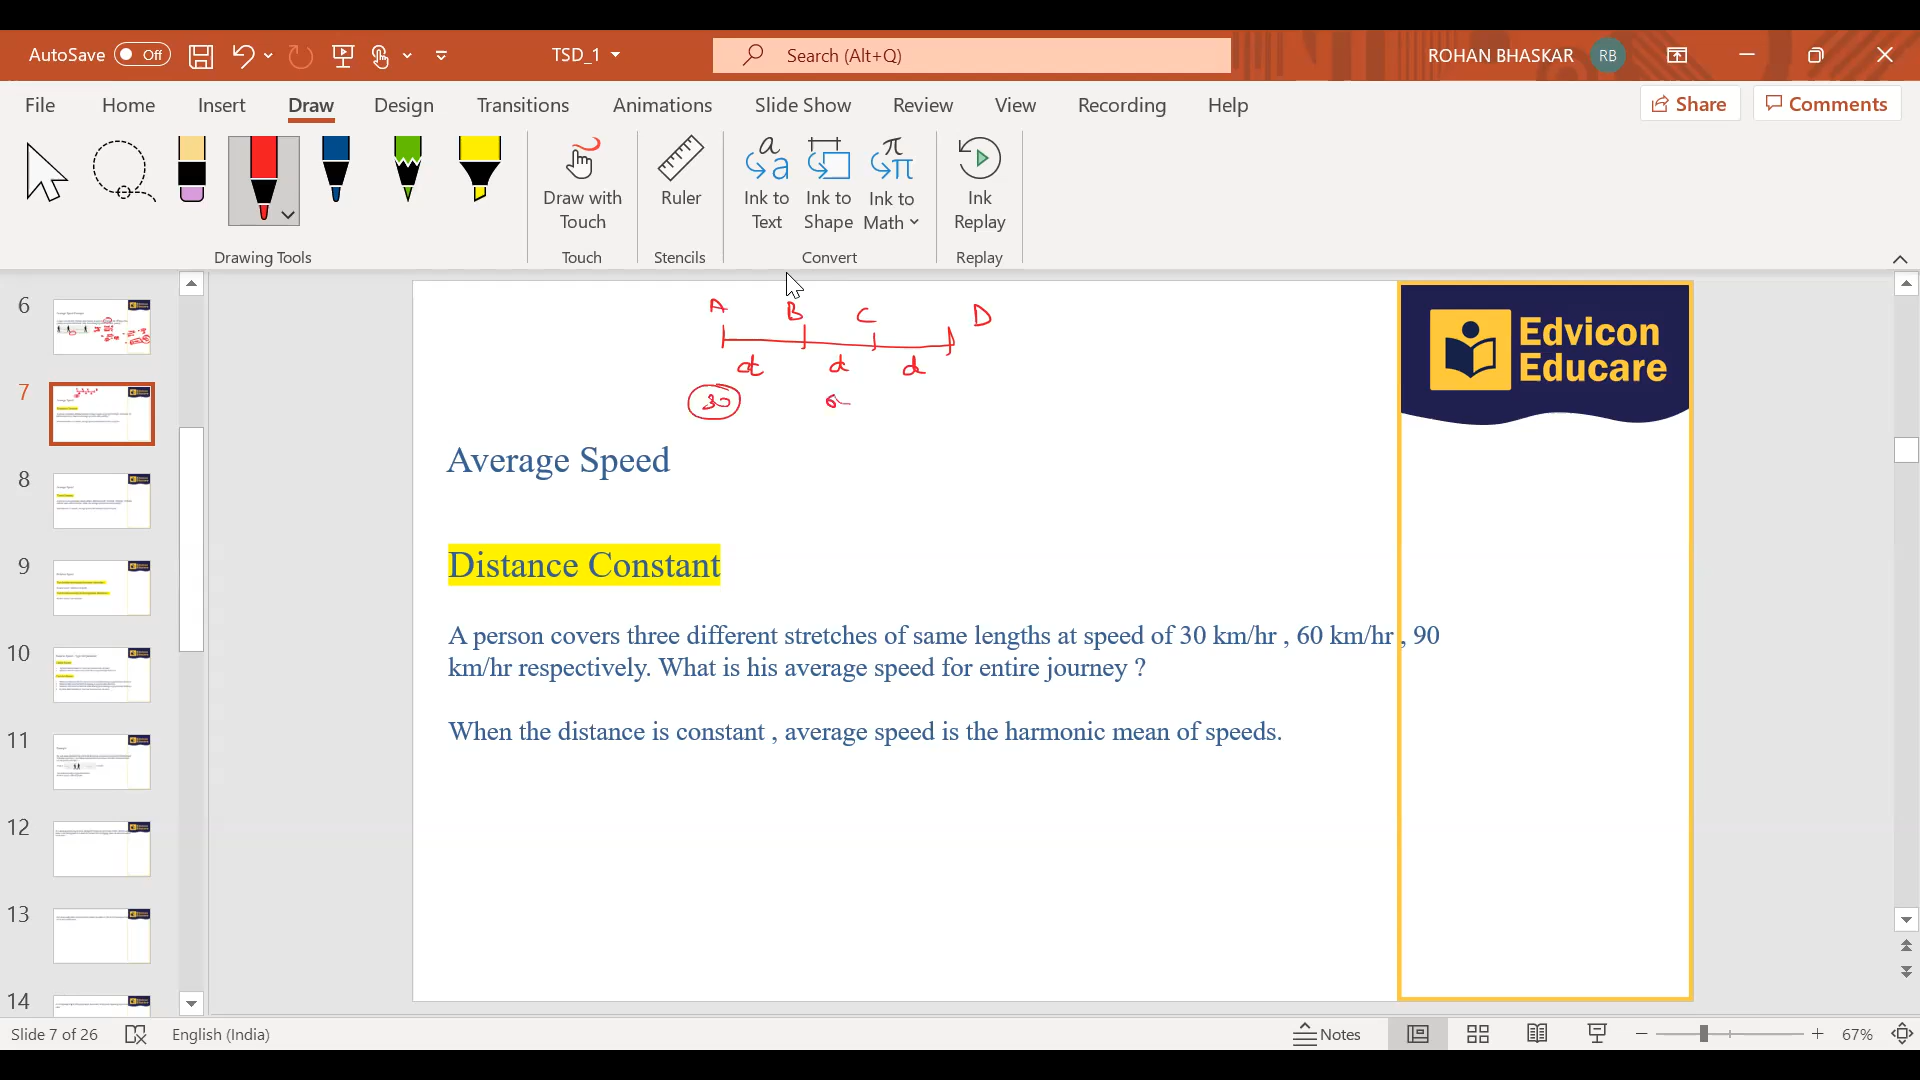 AutoSave Off TSD_1 Search (Alt+Q) ROHAN BHASKAR RB
File Home Insert Draw Design Transitions Animations Slide Show Review View Recording Help Share Comments
Draw with Touch
Ruler
Ink to Text
Ink to Shape
Ink to Math
Ink Replay
Drawing Tools Touch Stencils Convert Replay
6
7
8
9
10
11
12
13
14
A B C D
d d d
30
Edvicon
Educare
Average Speed
Distance Constant
A person covers three different stretches of same lengths at speed of 30 km/hr , 60 km/hr , 90
km/hr respectively. What is his average speed for entire journey ?
When the distance is constant , average speed is the harmonic mean of speeds.
Slide 7 of 26 English (India) Notes 67%